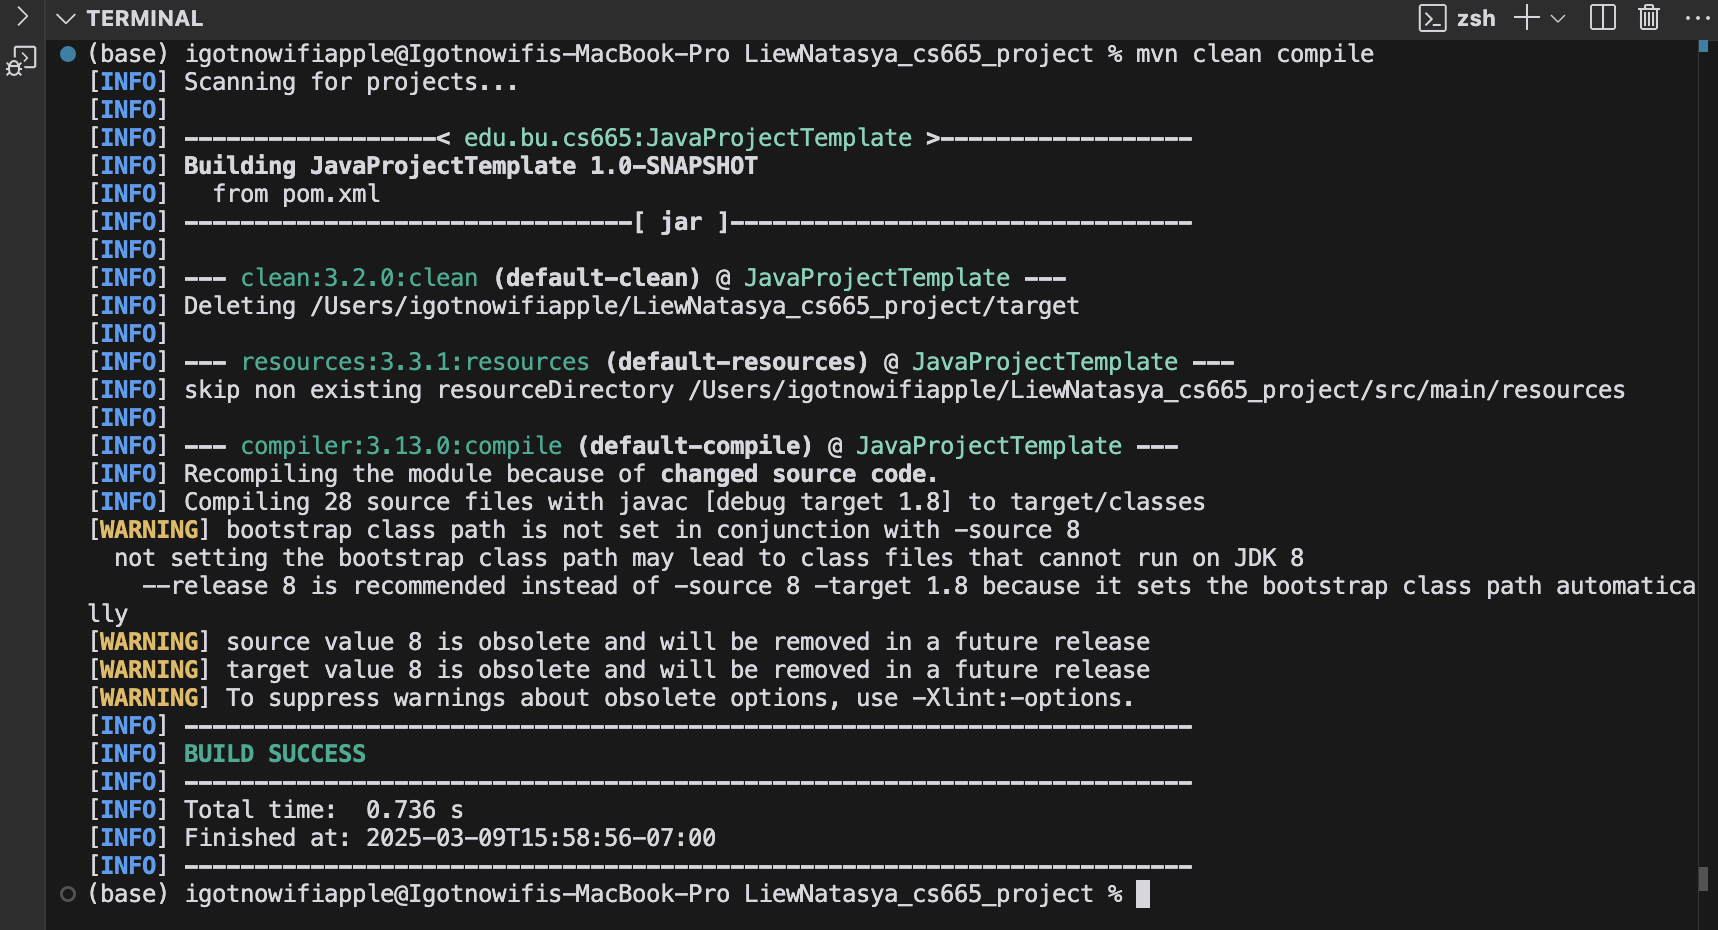 TERMINAL
zsh
(base) igotnowifiapple@Igotnowifis-MacBook-Pro LiewNatasya_cs665_project % mvn clean compile
[INFO] Scanning for projects...
[INFO]
[INFO] ------------------< edu.bu.cs665:JavaProjectTemplate >------------------
[INFO] Building JavaProjectTemplate 1.0-SNAPSHOT
[INFO]   from pom.xml
[INFO] --------------------------------[ jar ]---------------------------------
[INFO]
[INFO] --- clean:3.2.0:clean (default-clean) @ JavaProjectTemplate ---
[INFO] Deleting /Users/igotnowifiapple/LiewNatasya_cs665_project/target
[INFO]
[INFO] --- resources:3.3.1:resources (default-resources) @ JavaProjectTemplate ---
[INFO] skip non existing resourceDirectory /Users/igotnowifiapple/LiewNatasya_cs665_project/src/main/resources
[INFO]
[INFO] --- compiler:3.13.0:compile (default-compile) @ JavaProjectTemplate ---
[INFO] Recompiling the module because of changed source code.
[INFO] Compiling 28 source files with javac [debug target 1.8] to target/classes
[WARNING] bootstrap class path is not set in conjunction with -source 8
  not setting the bootstrap class path may lead to class files that cannot run on JDK 8
    --release 8 is recommended instead of -source 8 -target 1.8 because it sets the bootstrap class path automatica
lly
[WARNING] source value 8 is obsolete and will be removed in a future release
[WARNING] target value 8 is obsolete and will be removed in a future release
[WARNING] To suppress warnings about obsolete options, use -Xlint:-options.
[INFO] ------------------------------------------------------------------------
[INFO] BUILD SUCCESS
[INFO] ------------------------------------------------------------------------
[INFO] Total time:  0.736 s
[INFO] Finished at: 2025-03-09T15:58:56-07:00
[INFO] ------------------------------------------------------------------------
(base) igotnowifiapple@Igotnowifis-MacBook-Pro LiewNatasya_cs665_project %